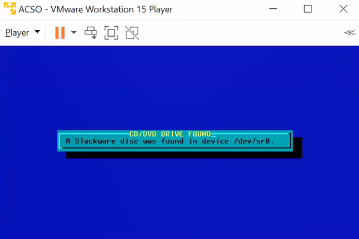 ACSO - VMware Workstation 15 Player
Player
CD/DVD DRIVE FOUND
A Slackware disc was found in device /dev/sr0.